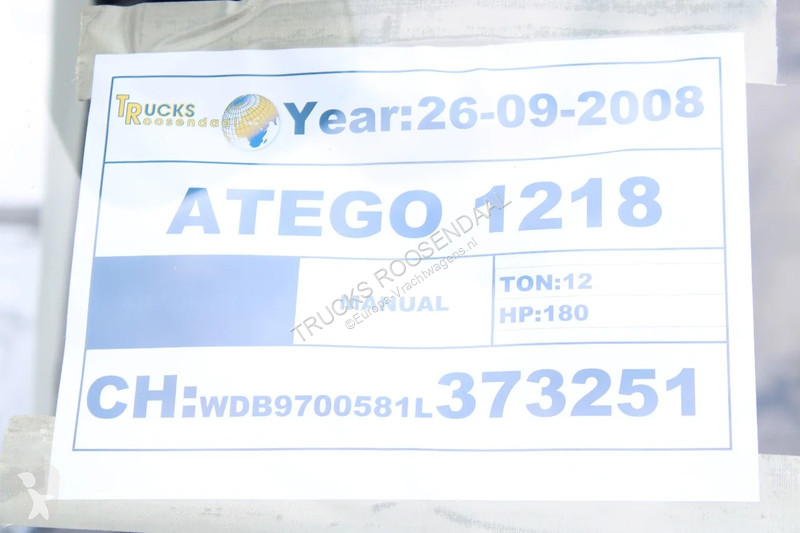 TRUCKS
Roosendaal
Year:26-09-2008
ATEGO 1218
MANUAL
TON:12
HP:180
TRUCKS ROOSENDAAL
©Europe-Vrachtwagens.nl
CH:WDB9700581L373251